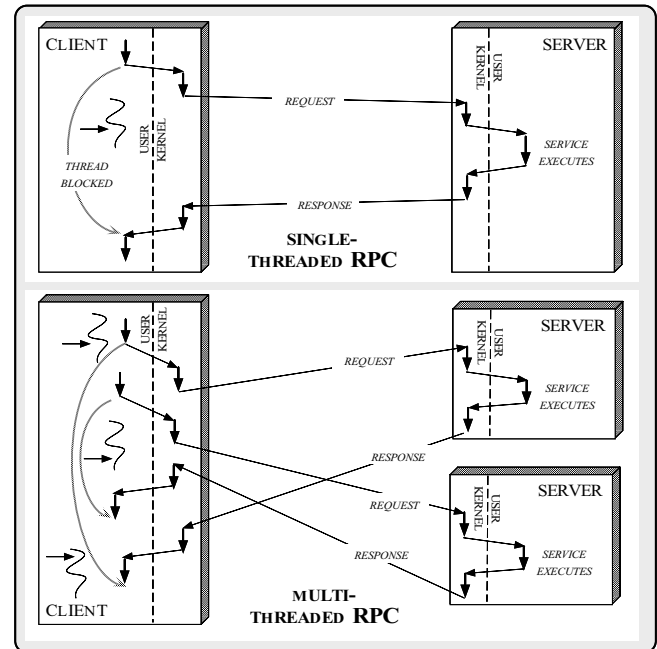 CLIENT
SERVER
USER
KERNEL
KERNEL
USER
REQUEST
THREAD
BLOCKED
SERVICE
EXECUTES
RESPONSE
SINGLE-
THREADED RPC
USER
KERNEL
SERVER
KERNEL
USER
REQUEST
SERVICE
EXECUTES
RESPONSE
REQUEST
SERVER
KERNEL
USER
RESPONSE
SERVICE
EXECUTES
CLIENT
MULTI-
THREADED RPC